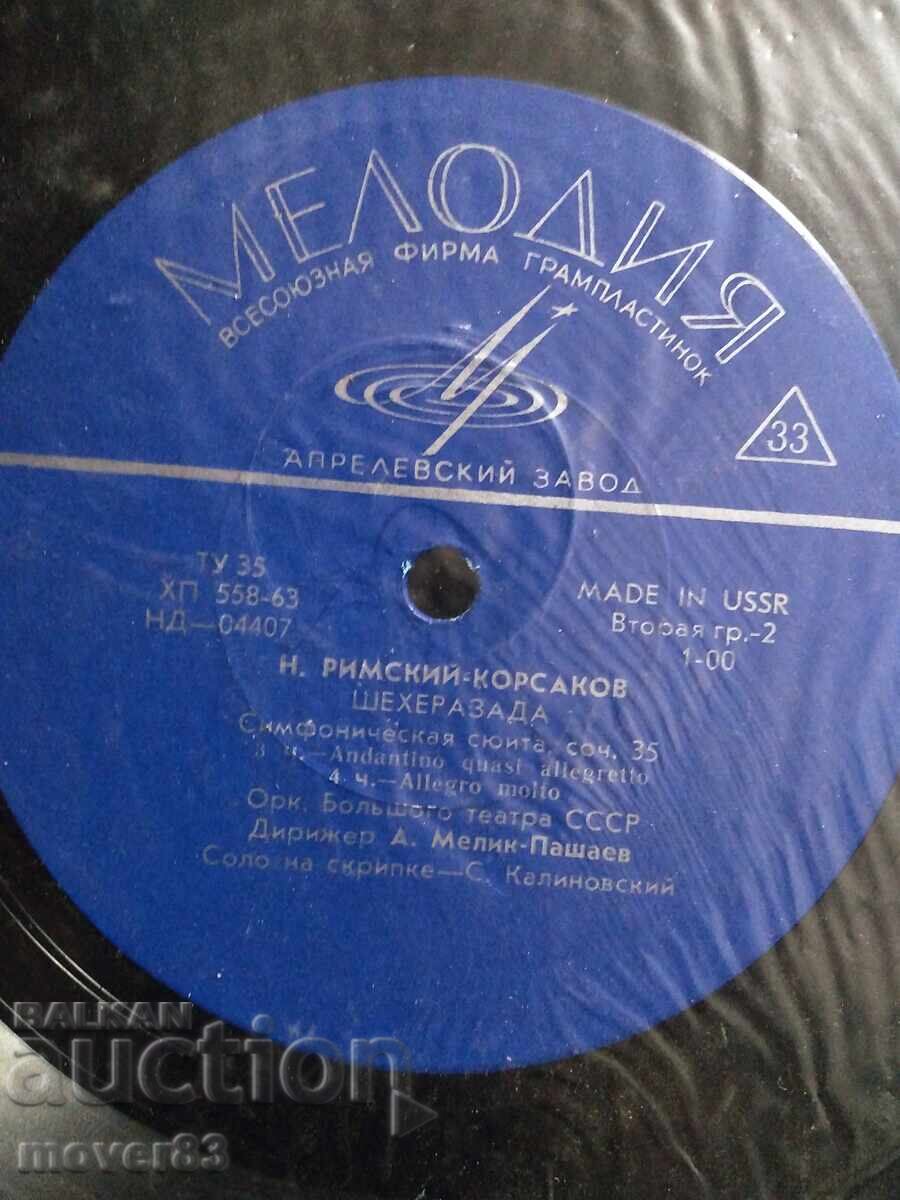 МЕЛОДИЯ
ВСЕСОЮЗНАЯ ФИРМА ГРАМПЛАСТИНОК
33
АПРЕЛЕВСКИЙ ЗАВОД
ТУ 35
ХП 558-63
НД—04407
MADE IN USSR
Вторая гр.-2
1-00
Н. РИМСКИЙ-КОРСАКОВ
ШЕХЕРАЗАДА
Симфоническая сюита, соч. 35
3 ч.—Andantino quasi allegretto
4 ч.—Allegro molto
Орк. Большого театра СССР
Дирижер А. Мелик-Пашаев
Соло на скрипке—С. Калиновский
BALKAN
auction
mover83